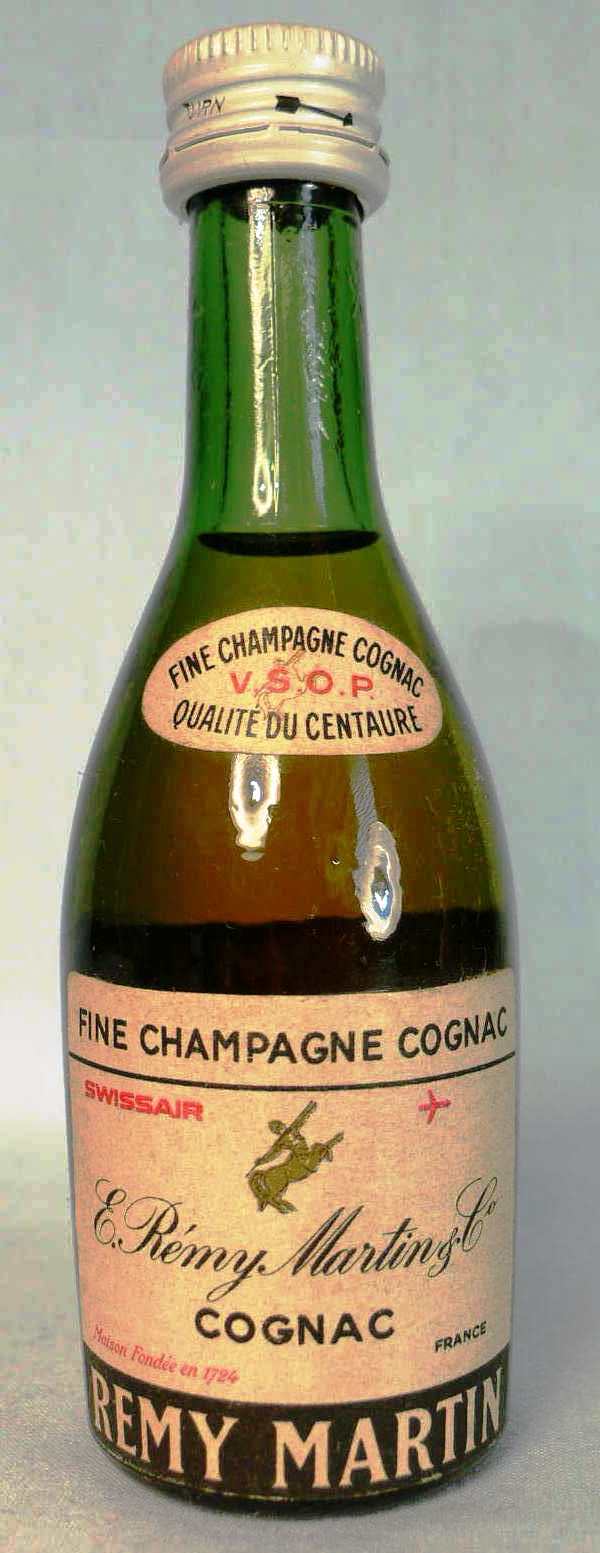 TURN
FINE CHAMPAGNE COGNAC
V.S.O.P.
QUALITÉ DU CENTAURE
FINE CHAMPAGNE COGNAC
SWISSAIR
E. Rémy Martin & Cº
COGNAC
FRANCE
Maison Fondée en 1724
REMY MARTIN